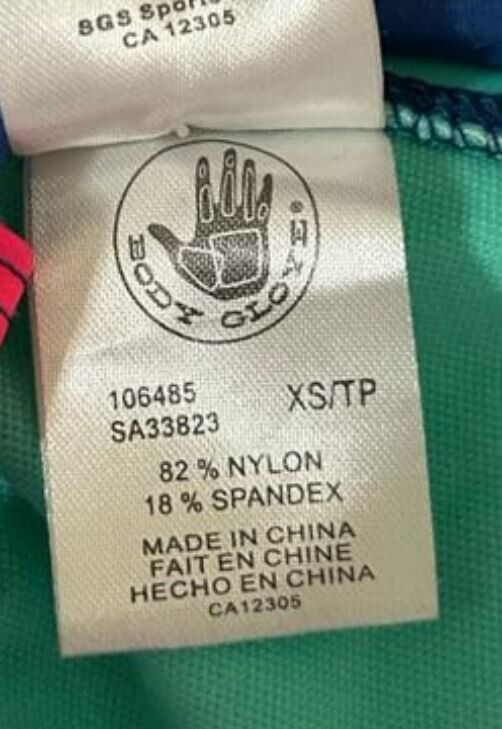 SGS Sports
CA 12305
BODY GLOVE®
106485
XS/TP
SA33823
82 % NYLON
18 % SPANDEX
MADE IN CHINA
FAIT EN CHINE
HECHO EN CHINA
CA12305